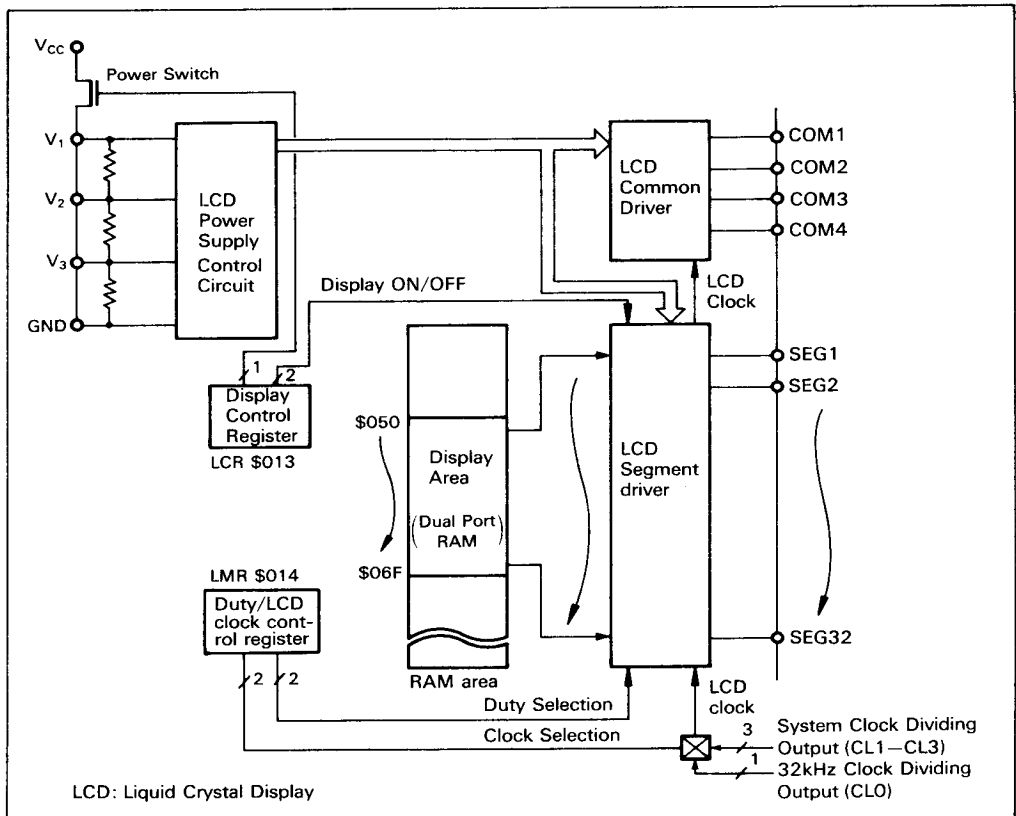 VCC
Power Switch
V1
V2
V3
GND
LCD
Power
Supply
Control
Circuit
LCD
Common
Driver
COM1
COM2
COM3
COM4
LCD
Clock
Display ON/OFF
1
2
Display
Control
Register
LCR $013
$050
Display
Area
(Dual Port
RAM)
$06F
RAM area
LCD
Segment
driver
SEG1
SEG2
SEG32
LMR $014
Duty/LCD
clock cont-
rol register
2
2
Duty Selection
Clock Selection
LCD
clock
3
System Clock Dividing
Output (CL1–CL3)
1
32kHz Clock Dividing
Output (CL0)
LCD: Liquid Crystal Display